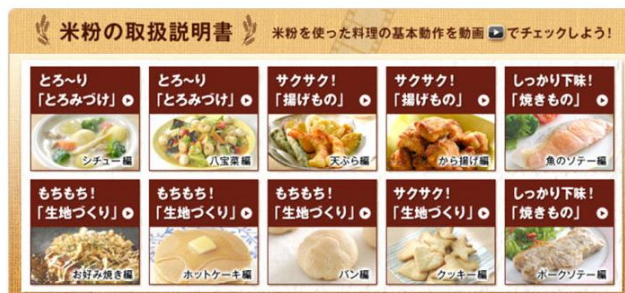 米粉の取扱説明書
米粉を使った料理の基本動作を動画 でチェックしよう!
とろ~り
「とろみづけ」
シチュー編
とろ~り
「とろみづけ」
八宝菜編
サクサク!
「揚げもの」
天ぷら編
サクサク!
「揚げもの」
から揚げ編
しっかり下味!
「焼きもの」
魚のソテー編
もちもち!
「生地づくり」
お好み焼き編
もちもち!
「生地づくり」
ホットケーキ編
もちもち!
「生地づくり」
パン編
サクサク!
「生地づくり」
クッキー編
しっかり下味!
「焼きもの」
ポークソテー編